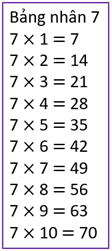 Bảng nhân 7
7 × 1 = 7
7 × 2 = 14
7 × 3 = 21
7 × 4 = 28
7 × 5 = 35
7 × 6 = 42
7 × 7 = 49
7 × 8 = 56
7 × 9 = 63
7 × 10 = 70